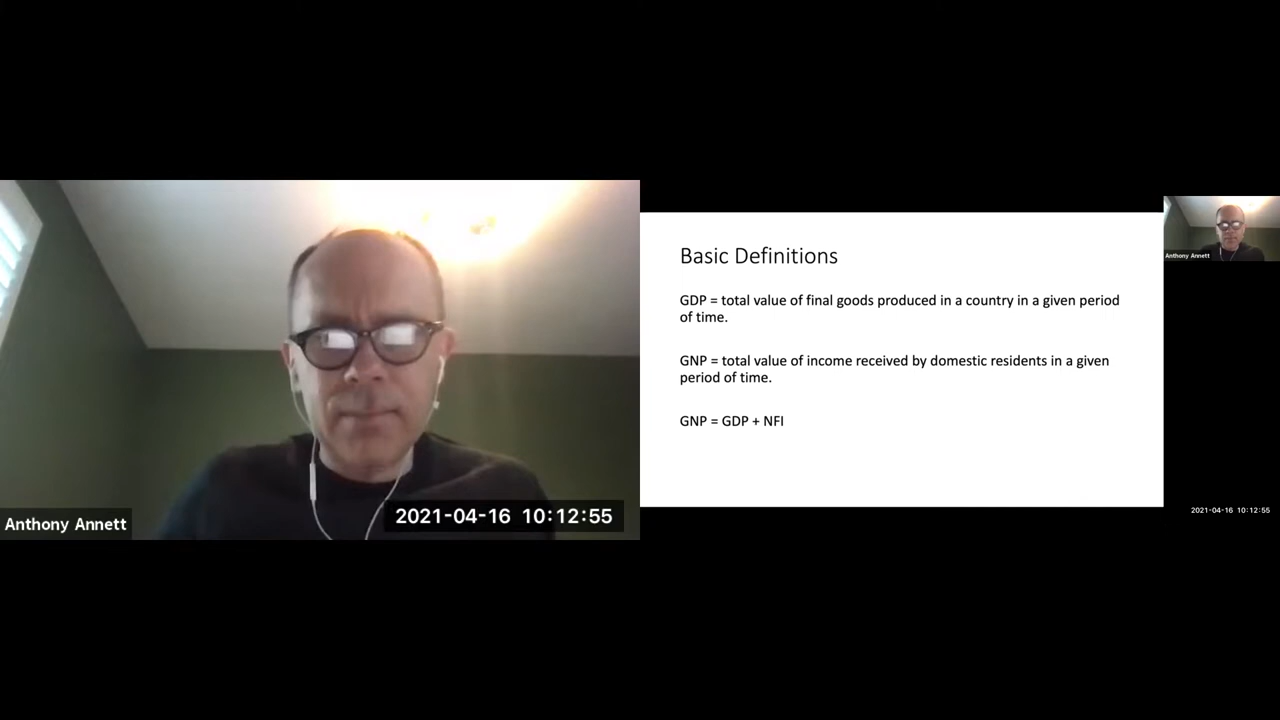 Basic Definitions
GDP = total value of final goods produced in a country in a given period
of time.
GNP = total value of income received by domestic residents in a given
period of time.
GNP = GDP + NFI
Anthony Annett
2021-04-16 10:12:55
Anthony Annett
2021-04-16 10:12:55